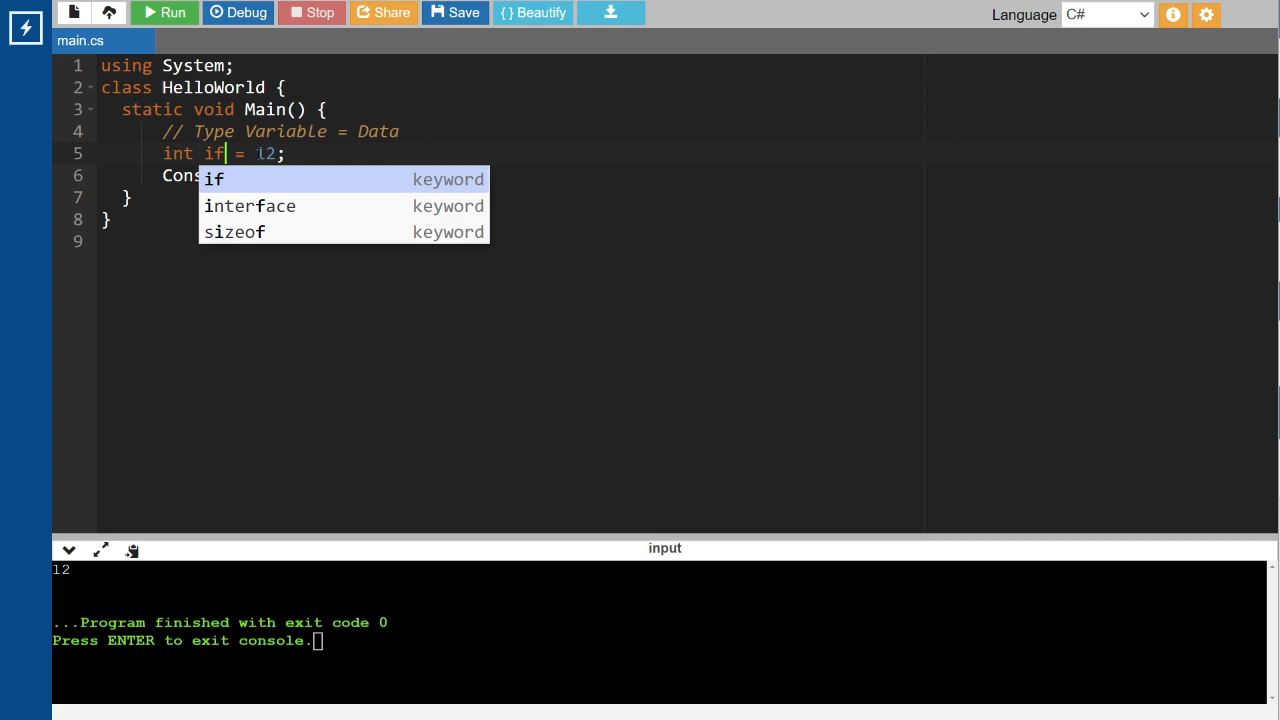 Run Debug Stop Share Save { } Beautify Language C#
main.cs
1 using System;
2 class HelloWorld {
3 static void Main() {
4 // Type Variable = Data
5 int if = 12;
6 Cons
7 }
8 }
9
if keyword
interface keyword
sizeof keyword
input
12
...Program finished with exit code 0
Press ENTER to exit console.